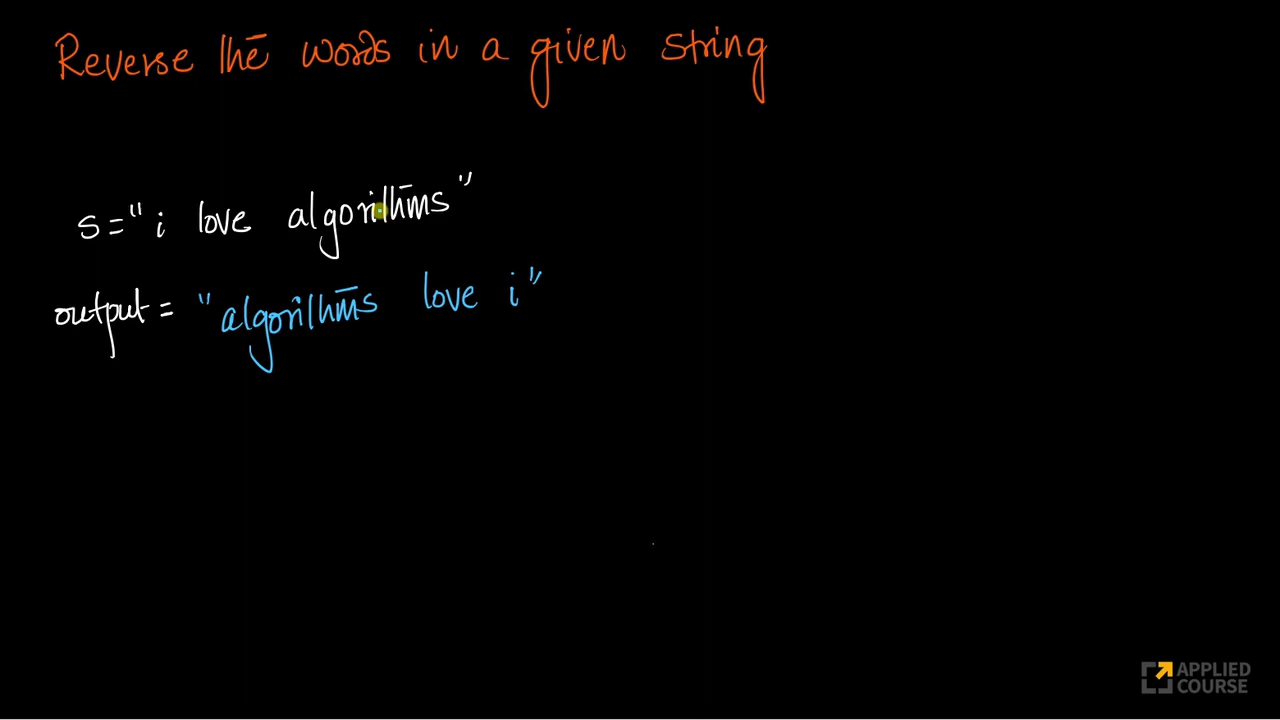 Reverse the words in a given string
s = "i love algorithms"
output = "algorithms love i"
APPLIED
COURSE